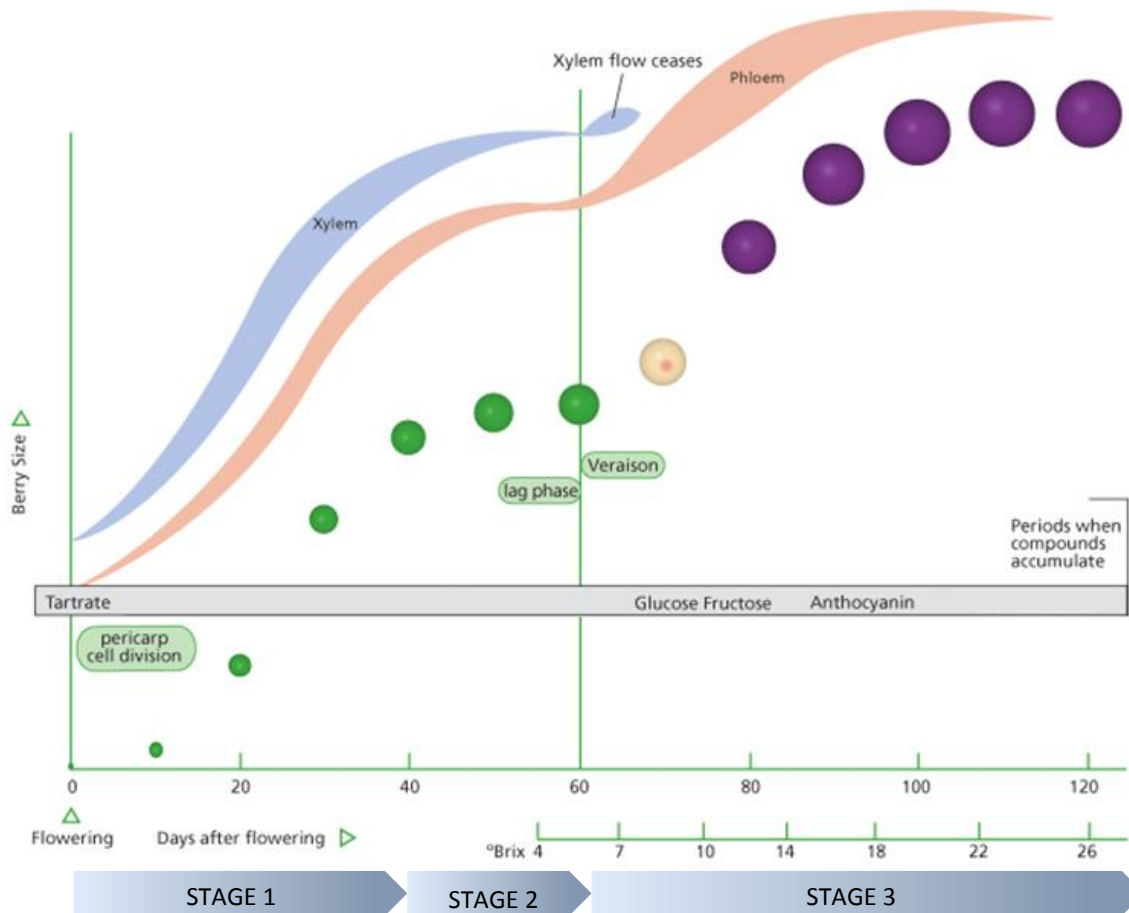 Xylem flow ceases
Phloem
Xylem
Berry Size
Veraison
lag phase
Periods when
compounds
accumulate
Tartrate
Glucose Fructose
Anthocyanin
pericarp
cell division
0 20 40 60 80 100 120
Flowering
Days after flowering
°Brix 4 7 10 14 18 22 26
STAGE 1
STAGE 2
STAGE 3